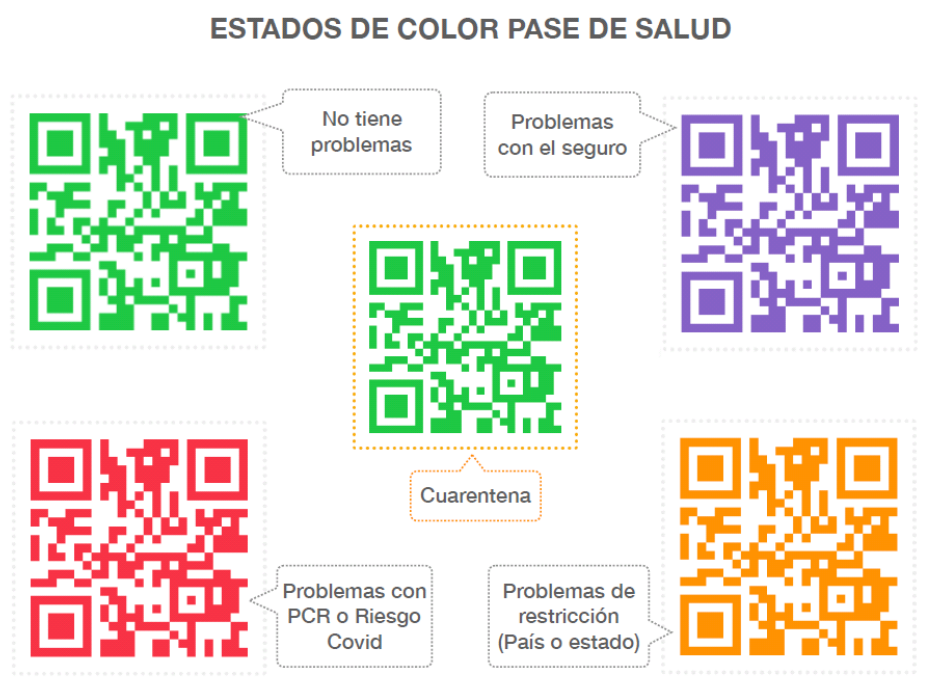 ESTADOS DE COLOR PASE DE SALUD
No tiene
problemas
Problemas
con el seguro
Cuarentena
Problemas con
PCR o Riesgo
Covid
Problemas de
restricción
(País o estado)